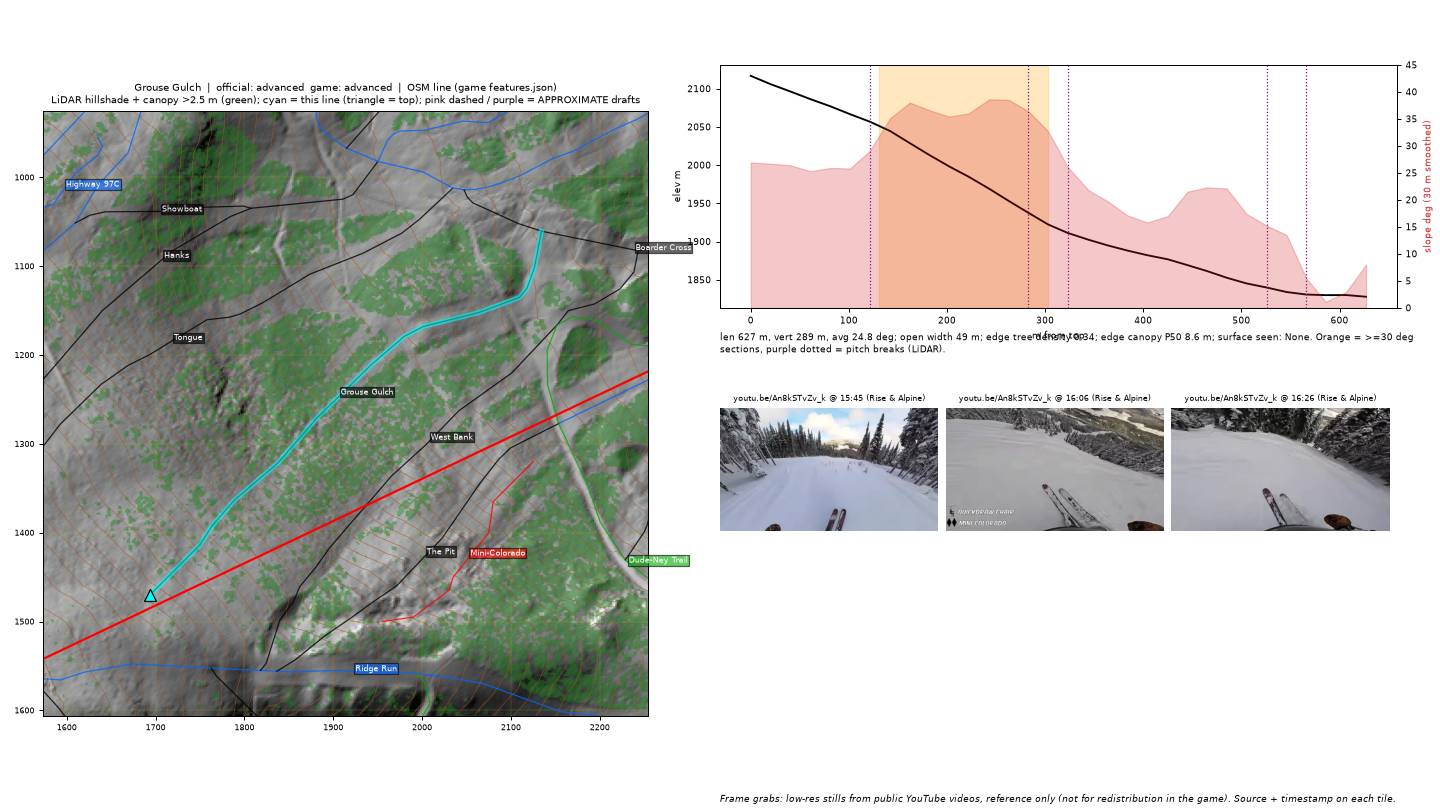 Grouse Gulch | official: advanced game: advanced | OSM line (game features.json)
LiDAR hillshade + canopy >2.5 m (green); cyan = this line (triangle = top); pink dashed / purple = APPROXIMATE drafts
1000
1100
1200
1300
1400
1500
1600
1600
1700
1800
1900
2000
2100
2200
Highway 97C
Showboat
Hanks
Tongue
Boarder Cross
Grouse Gulch
West Bank
The Pit
Mini-Colorado
Dude-Ney Trail
Ridge Run
elev m
2100
2050
2000
1950
1900
1850
0
100
200
300
400
500
600
m from top
45
40
35
30
25
20
15
10
5
0
slope deg (30 m smoothed)
len 627 m, vert 289 m, avg 24.8 deg; open width 49 m; edge tree density 0.34; edge canopy P50 8.6 m; surface seen: None. Orange = >=30 deg
sections, purple dotted = pitch breaks (LiDAR).
youtu.be/An8kSTvZv_k @ 15:45 (Rise & Alpine)
youtu.be/An8kSTvZv_k @ 16:06 (Rise & Alpine)
youtu.be/An8kSTvZv_k @ 16:26 (Rise & Alpine)
QUICKDRAW CHAIR
MINI COLORADO
Frame grabs: low-res stills from public YouTube videos, reference only (not for redistribution in the game). Source + timestamp on each tile.